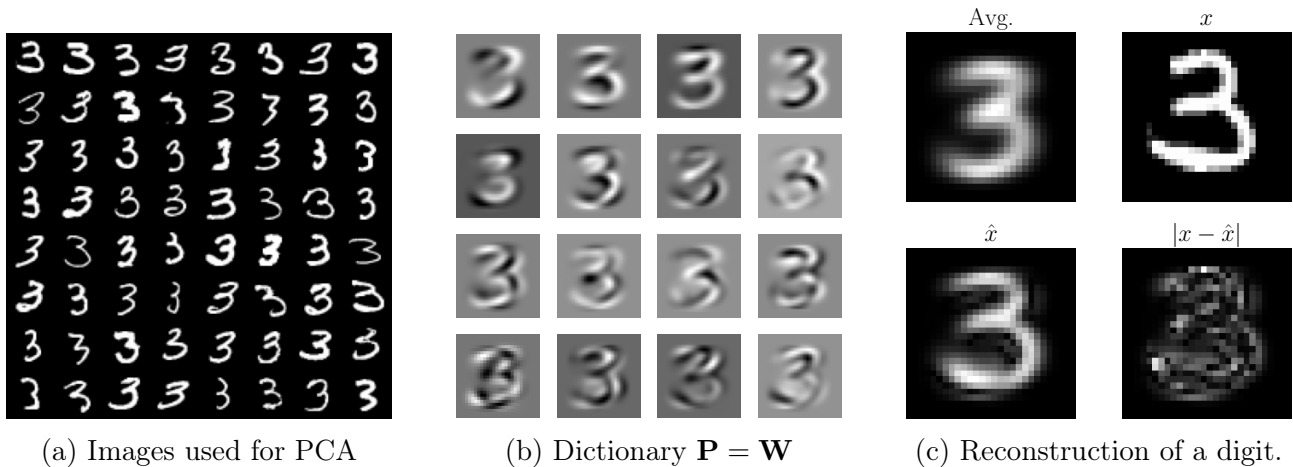 Avg.
x
x̂
|x − x̂|
(a) Images used for PCA
(b) Dictionary P = W
(c) Reconstruction of a digit.